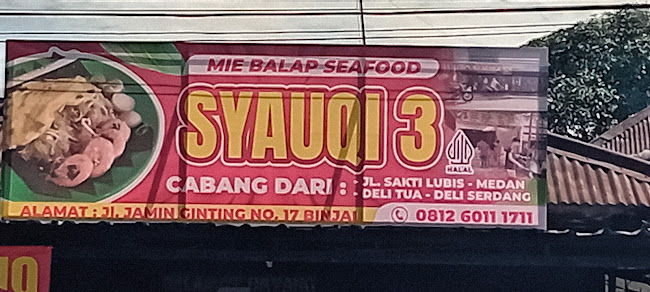 MIE BALAP SEAFOOD
SYAUQI 3
HALAL
CABANG DARI : JL. SAKTI LUBIS - MEDAN
DELI TUA - DELI SERDANG
ALAMAT : Jl. JAMIN GINTING NO. 17 BINJAI
0812 6011 1711